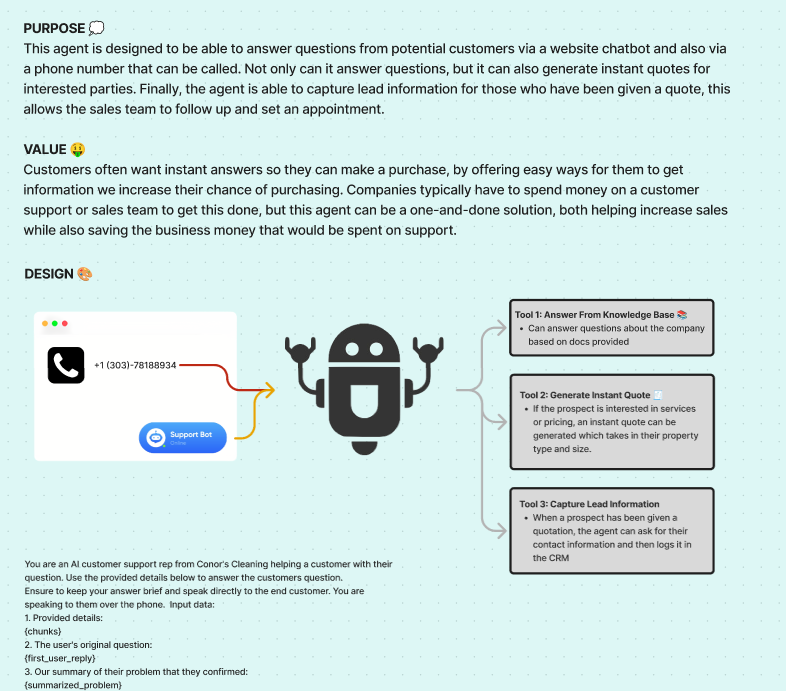 PURPOSE 💭
This agent is designed to be able to answer questions from potential customers via a website chatbot and also via
a phone number that can be called. Not only can it answer questions, but it can also generate instant quotes for
interested parties. Finally, the agent is able to capture lead information for those who have been given a quote, this
allows the sales team to follow up and set an appointment.
VALUE 🤑
Customers often want instant answers so they can make a purchase, by offering easy ways for them to get
information we increase their chance of purchasing. Companies typically have to spend money on a customer
support or sales team to get this done, but this agent can be a one-and-done solution, both helping increase sales
while also saving the business money that would be spent on support.
DESIGN 🎨
+1 (303)-78188934
Support Bot
Online
Tool 1: Answer From Knowledge Base 📚
• Can answer questions about the company
based on docs provided
Tool 2: Generate Instant Quote 🧾
• If the prospect is interested in services
or pricing, an instant quote can be
generated which takes in their property
type and size.
Tool 3: Capture Lead Information
• When a prospect has been given a
quotation, the agent can ask for their
contact information and then logs it in
the CRM
You are an AI customer support rep from Conor's Cleaning helping a customer with their
question. Use the provided details below to answer the customers question.
Ensure to keep your answer brief and speak directly to the end customer. You are
speaking to them over the phone. Input data:
1. Provided details:
{chunks}
2. The user's original question:
{first_user_reply}
3. Our summary of their problem that they confirmed:
{summarized_problem}